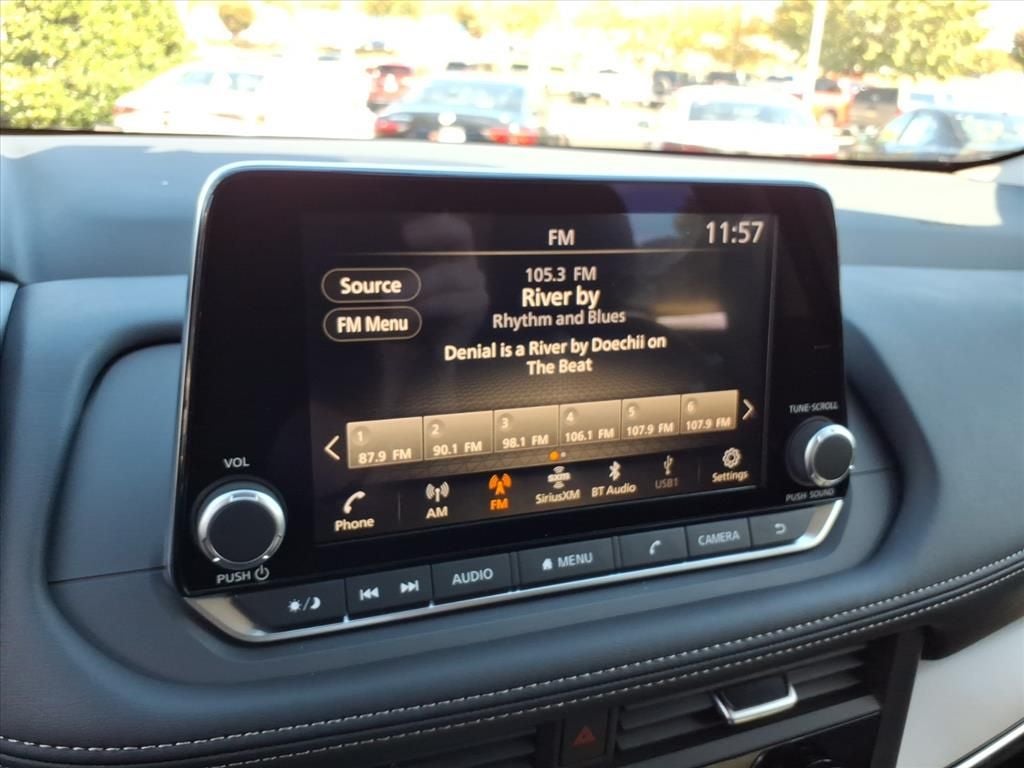 FM
11:57
Source
FM Menu
105.3 FM
River by
Rhythm and Blues
Denial is a River by Doechii on
The Beat
1
87.9 FM
2
90.1 FM
3
98.1 FM
4
106.1 FM
5
107.9 FM
6
107.9 FM
Phone
AM
FM
sxm
SiriusXM
BT Audio
USB1
Settings
VOL
PUSH
TUNE·SCROLL
PUSH SOUND
AUDIO
MENU
CAMERA